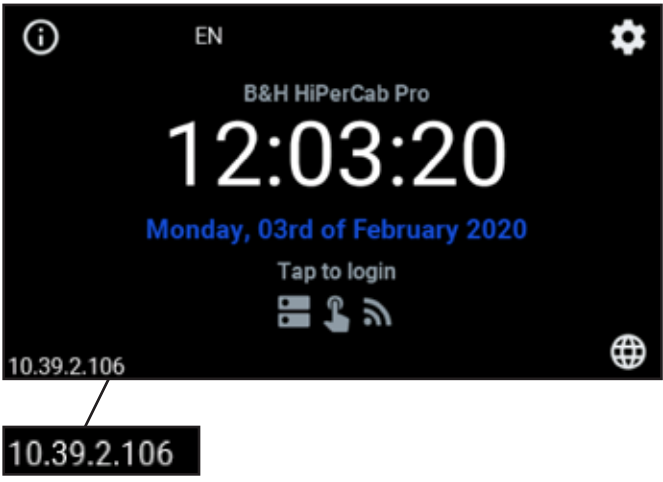 EN
B&H HiPerCab Pro
12:03:20
Monday, 03rd of February 2020
Tap to login
10.39.2.106
10.39.2.106